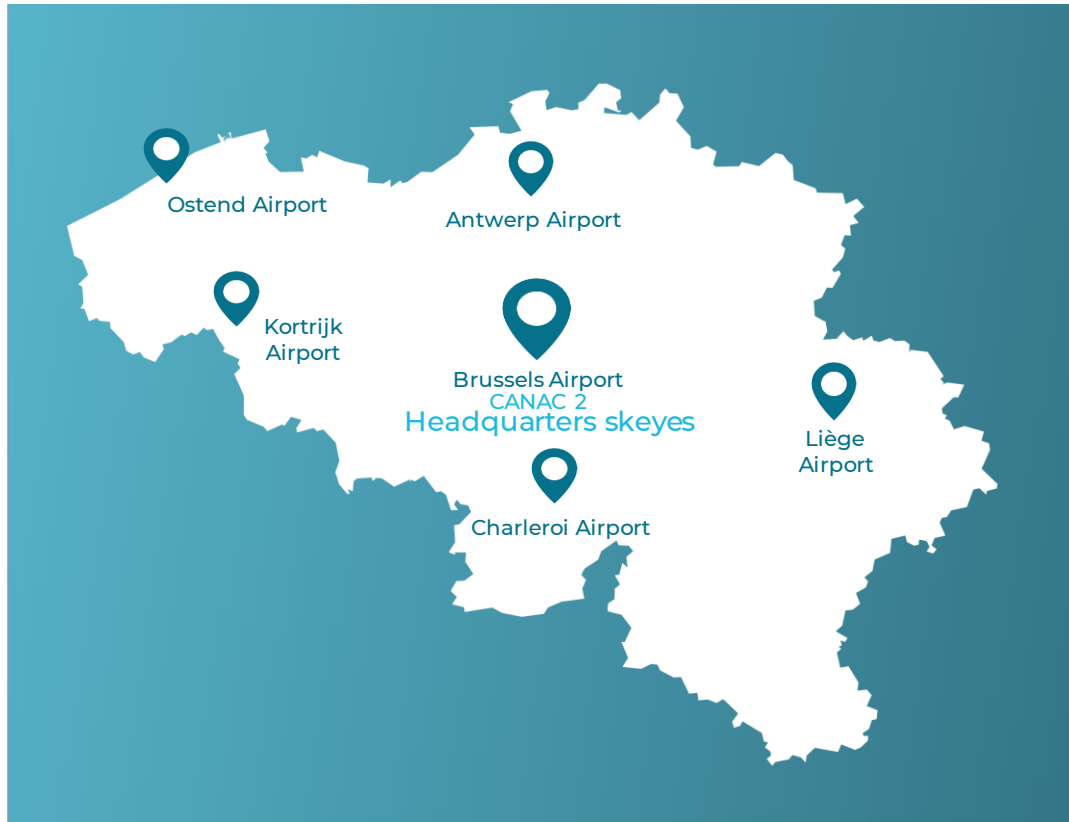 Ostend Airport
Antwerp Airport
Kortrijk
Airport
Brussels Airport
CANAC 2
Headquarters skeyes
Liège
Airport
Charleroi Airport